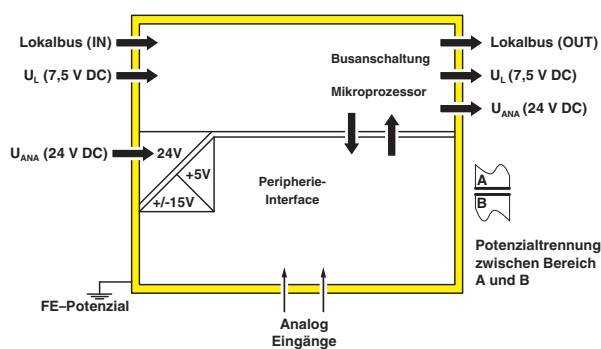 Lokalbus (IN)
Lokalbus (OUT)
Busanschaltung
U_L (7,5 V DC)
U_L (7,5 V DC)
Mikroprozessor
U_ANA (24 V DC)
U_ANA (24 V DC)
24V
+5V
+/-15V
Peripherie-
Interface
A
B
Potenzialtrennung
zwischen Bereich
A und B
FE–Potenzial
Analog
Eingänge